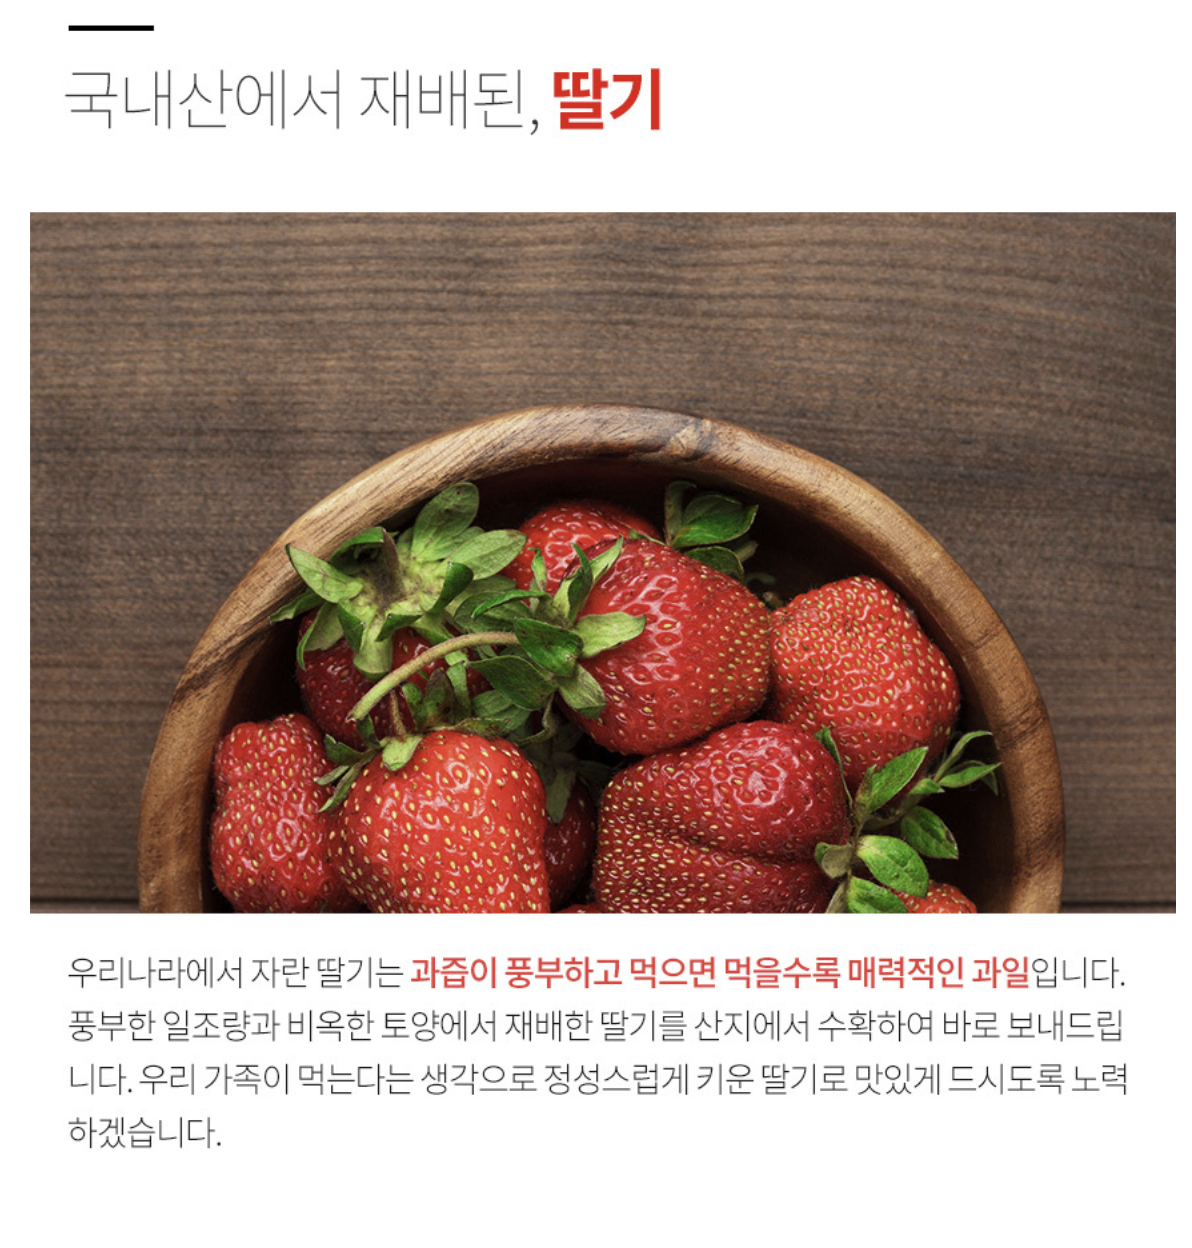 국내산에서 재배된, 딸기
우리나라에서 자란 딸기는 과즙이 풍부하고 먹으면 먹을수록 매력적인 과일입니다.
풍부한 일조량과 비옥한 토양에서 재배한 딸기를 산지에서 수확하여 바로 보내드립
니다. 우리 가족이 먹는다는 생각으로 정성스럽게 키운 딸기로 맛있게 드시도록 노력
하겠습니다.